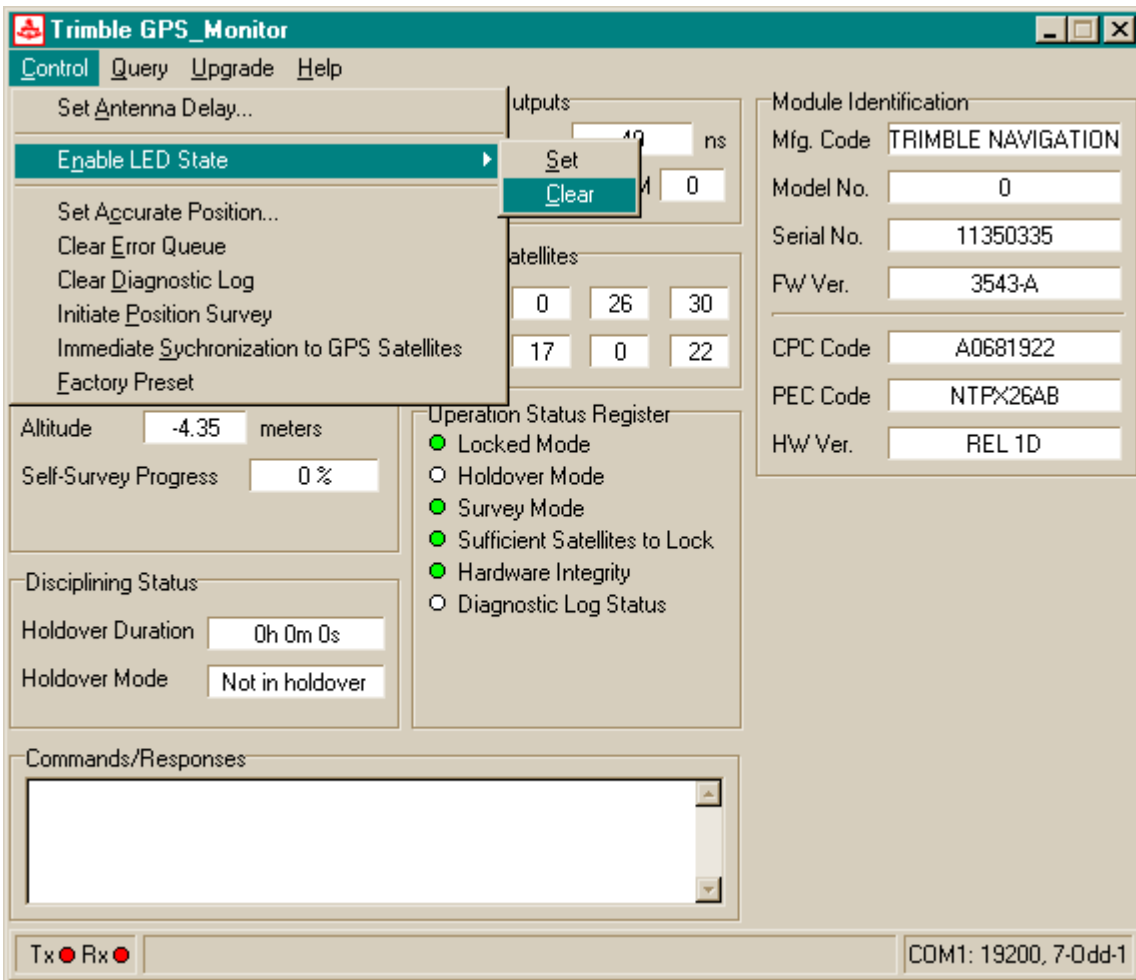 Trimble GPS_Monitor
Control Query Upgrade Help
Set Antenna Delay...
Enable LED State
Set Accurate Position...
Clear Error Queue
Clear Diagnostic Log
Initiate Position Survey
Immediate Sychronization to GPS Satellites
Factory Preset
Set
Clear
utputs
ns
0
atellites
0 26 30
17 0 22
Module Identification
Mfg. Code TRIMBLE NAVIGATION
Model No. 0
Serial No. 11350335
FW Ver. 3543-A
CPC Code A0681922
PEC Code NTPX26AB
HW Ver. REL 1D
Altitude -4.35 meters
Self-Survey Progress 0 %
Operation Status Register
Locked Mode
Holdover Mode
Survey Mode
Sufficient Satellites to Lock
Hardware Integrity
Diagnostic Log Status
Disciplining Status
Holdover Duration 0h 0m 0s
Holdover Mode Not in holdover
Commands/Responses
Tx Rx
COM1: 19200, 7-Odd-1